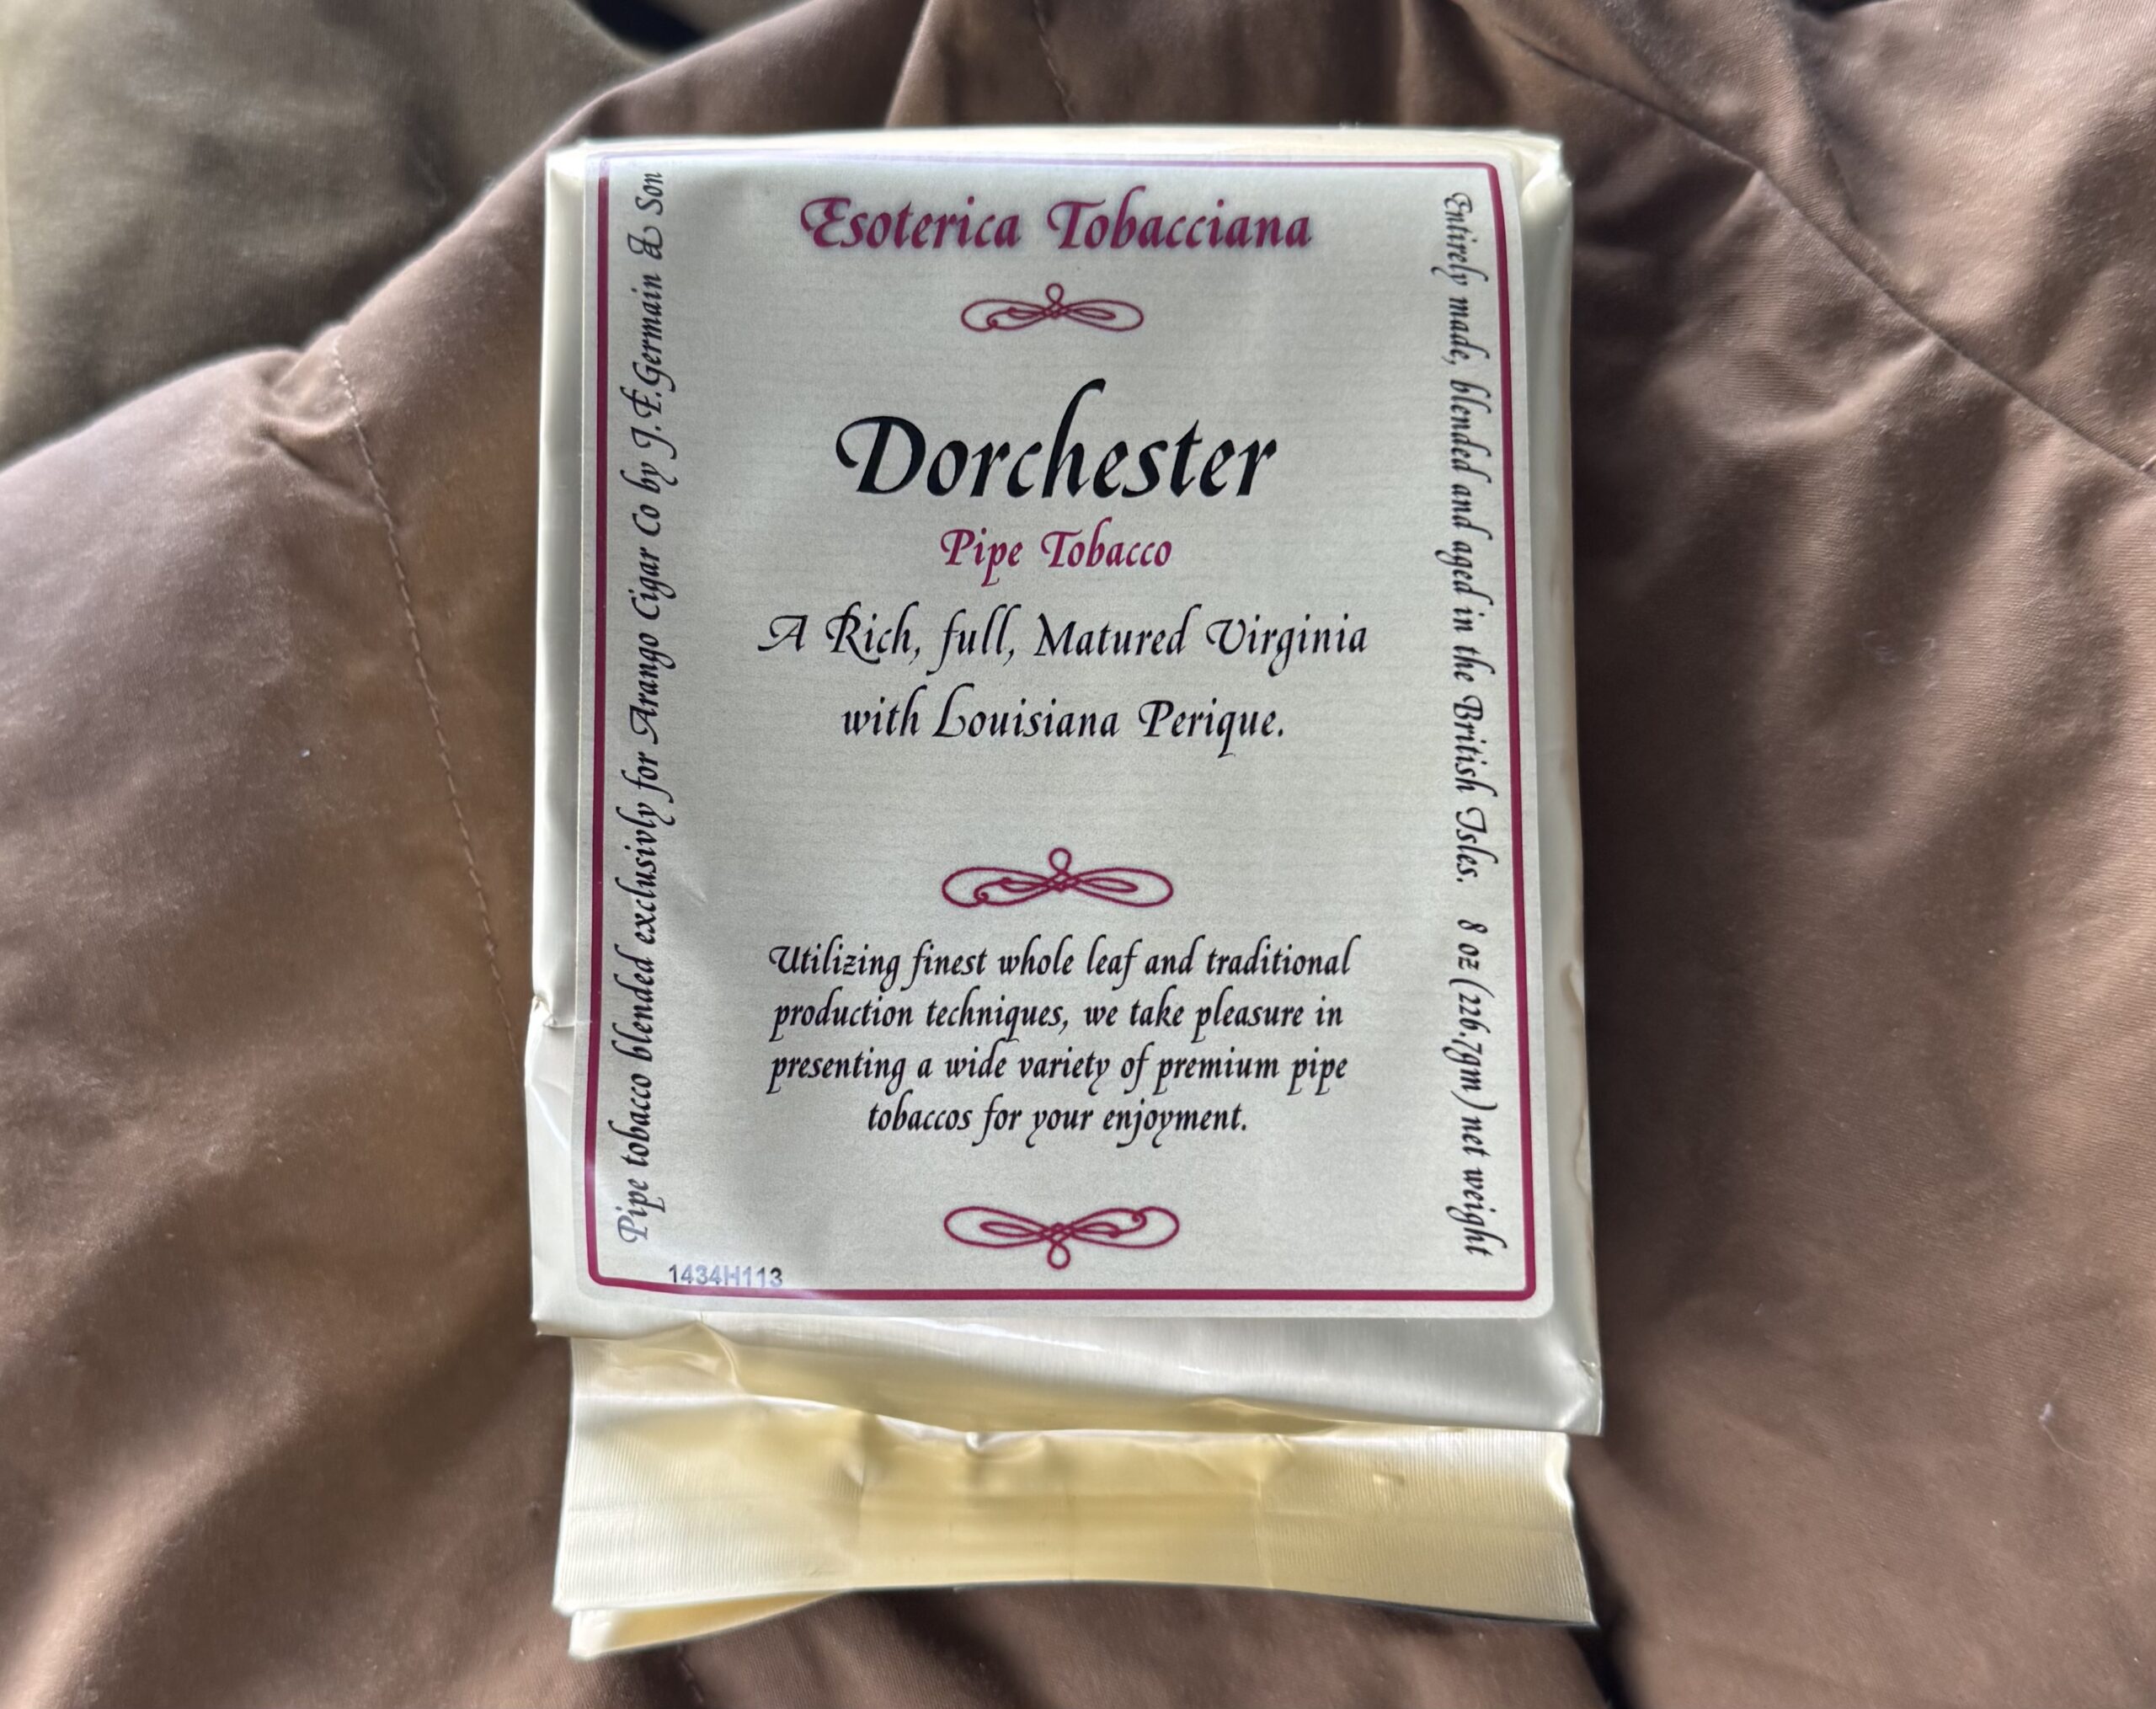 Esoterica Tobacciana
Dorchester
Pipe Tobacco
A Rich, full, Matured Virginia
with Louisiana Perique.
Utilizing finest whole leaf and traditional
production techniques, we take pleasure in
presenting a wide variety of premium pipe
tobaccos for your enjoyment.
Pipe tobacco blended exclusivly for Arango Cigar Co by J.F.Germain & Son
Entirely made, blended and aged in the British Isles. 8 oz (226.7gm) net weight
1434H113